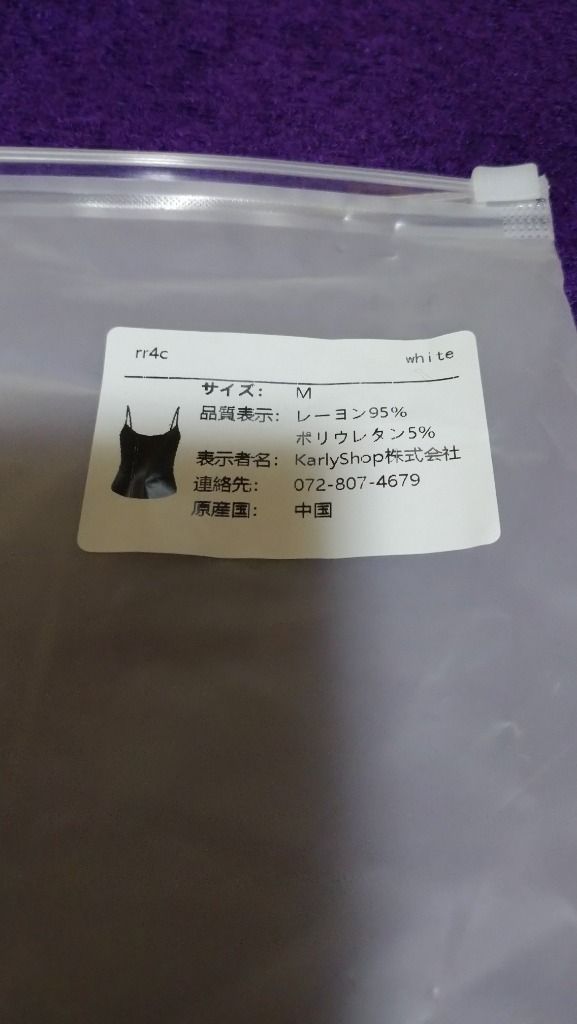 rr4c white
サイズ: M
品質表示: レーヨン95%
ポリウレタン5%
表示者名: KarlyShop株式会社
連絡先: 072-807-4679
原産国: 中国